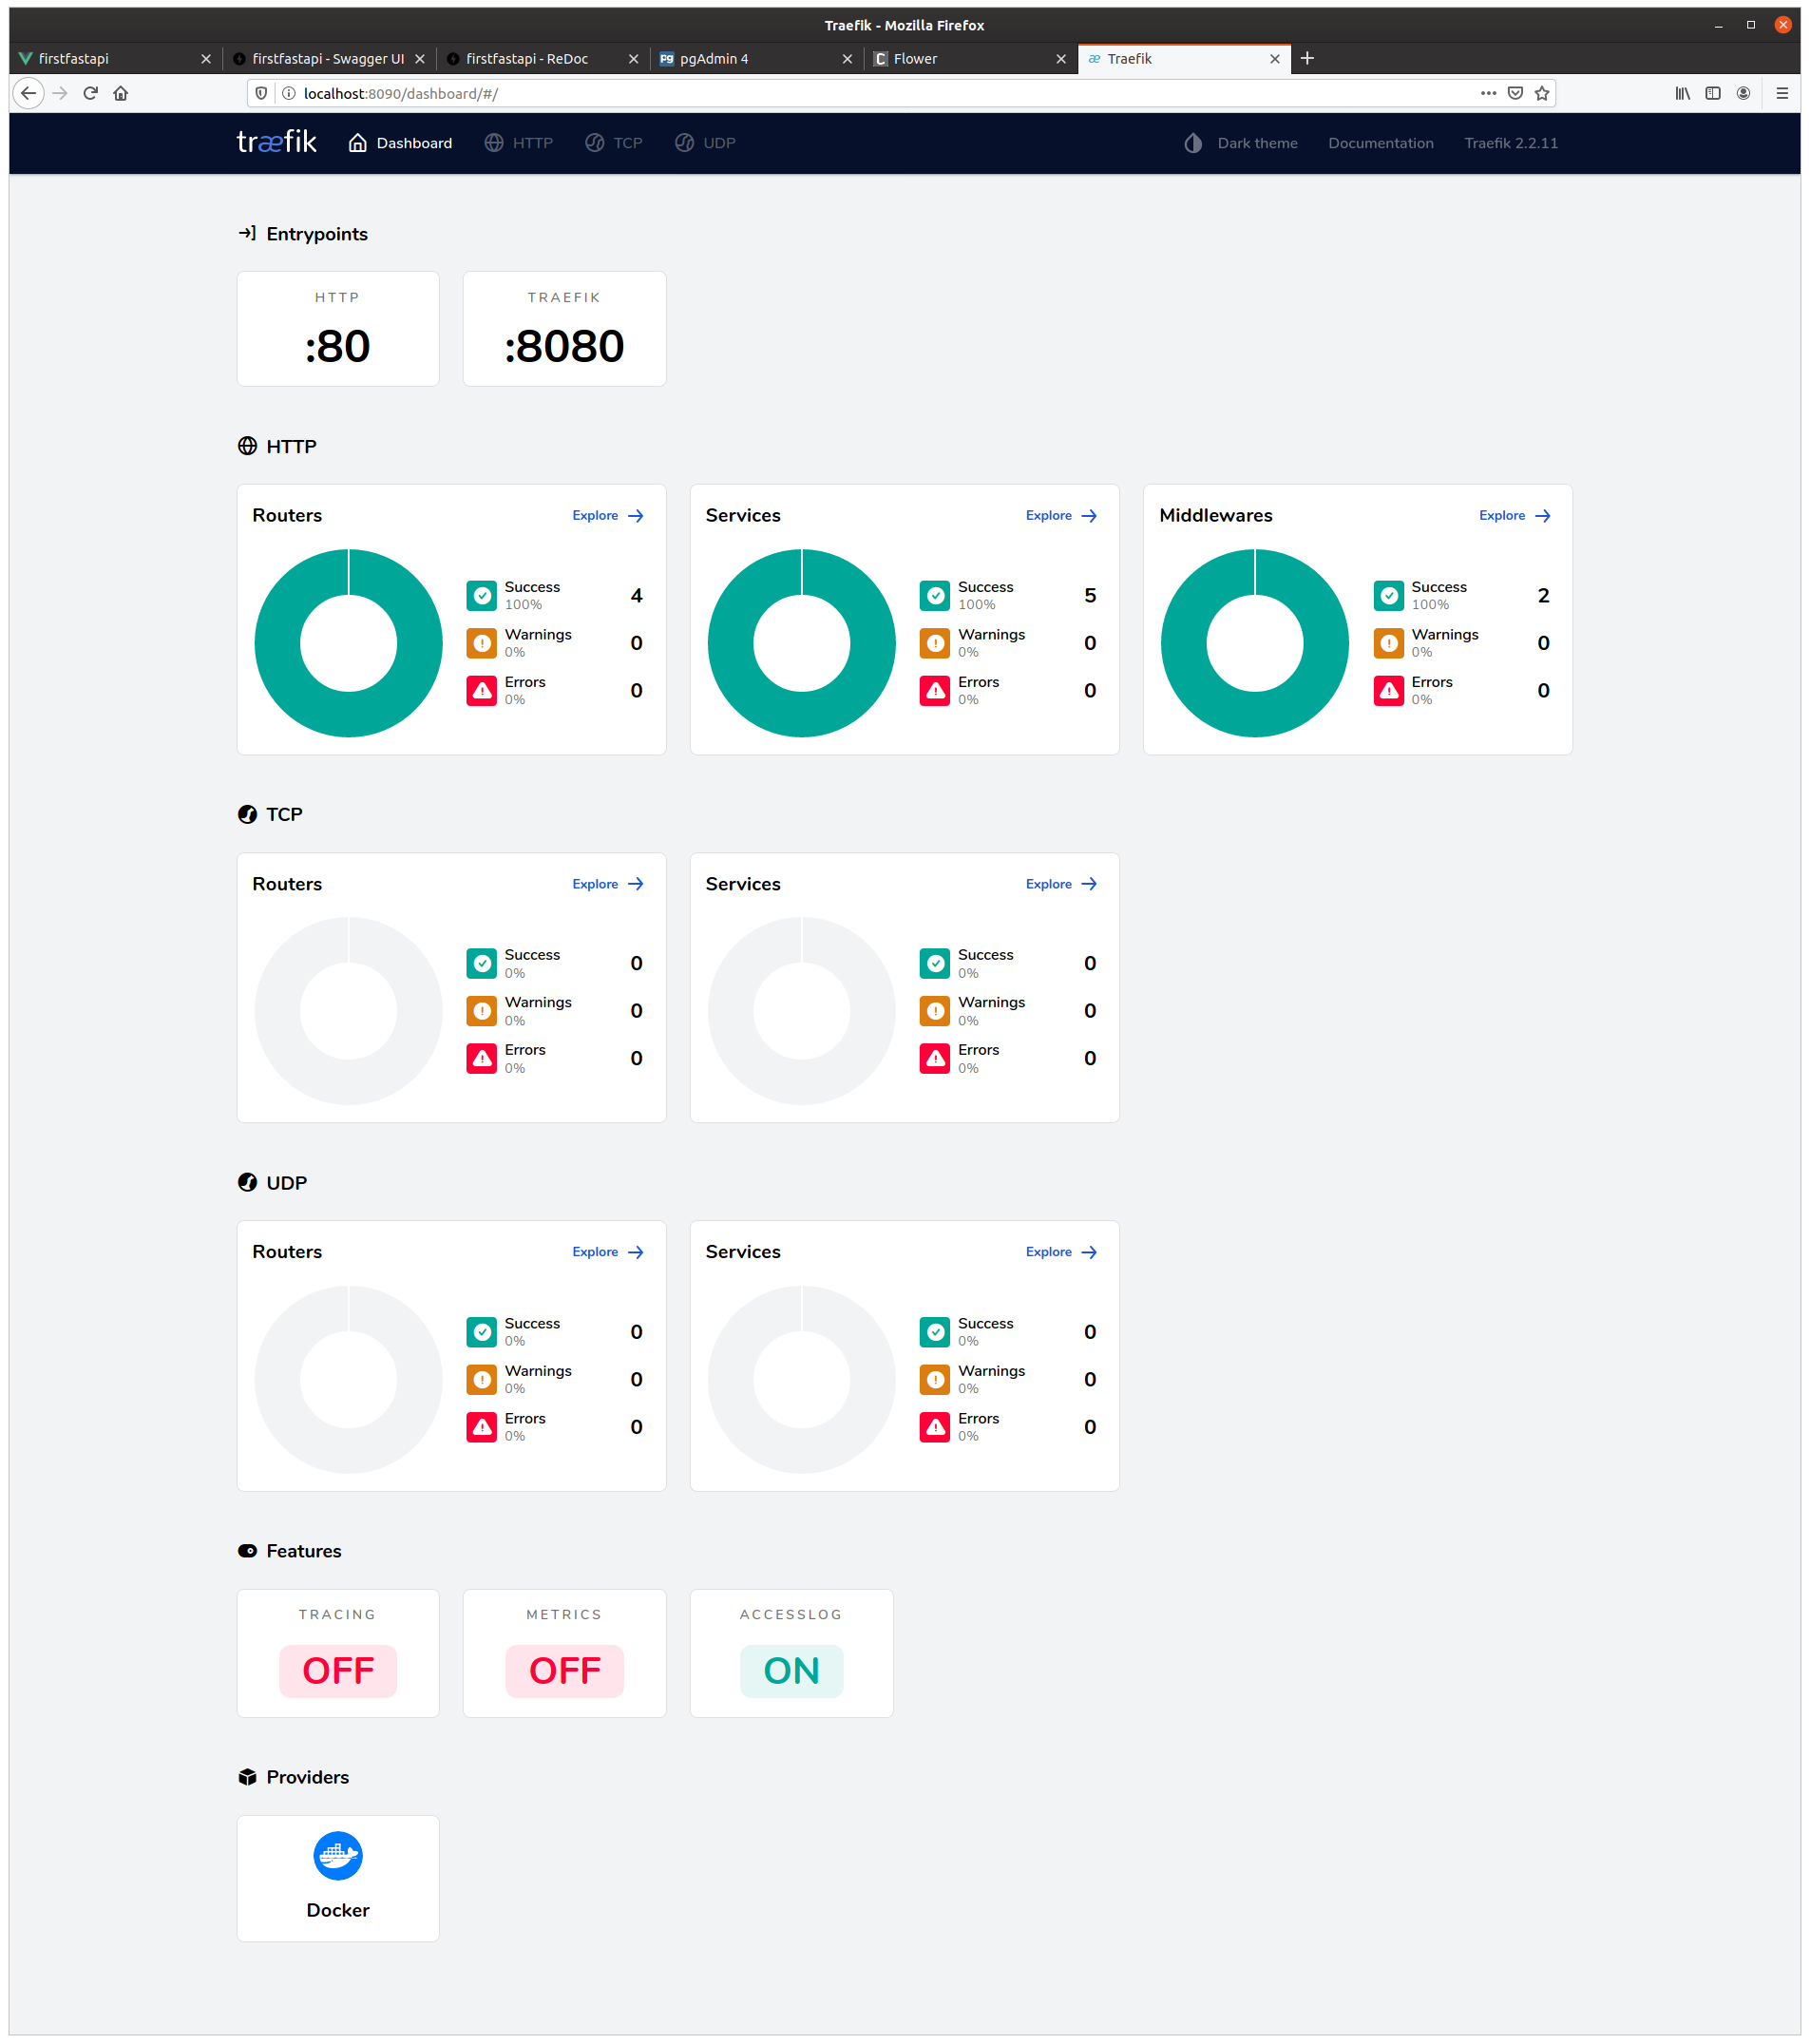 Traefik - Mozilla Firefox
firstfastapi
firstfastapi - Swagger UI
firstfastapi - ReDoc
pgAdmin 4
Flower
Traefik
localhost:8090/dashboard/#/
træfik
Dashboard
HTTP
TCP
UDP
Dark theme
Documentation
Traefik 2.2.11
Entrypoints
HTTP
:80
TRAEFIK
:8080
HTTP
Routers
Explore
Success
100%
4
Warnings
0%
0
Errors
0%
0
Services
Explore
Success
100%
5
Warnings
0%
0
Errors
0%
0
Middlewares
Explore
Success
100%
2
Warnings
0%
0
Errors
0%
0
TCP
Routers
Explore
Success
0%
0
Warnings
0%
0
Errors
0%
0
Services
Explore
Success
0%
0
Warnings
0%
0
Errors
0%
0
UDP
Routers
Explore
Success
0%
0
Warnings
0%
0
Errors
0%
0
Services
Explore
Success
0%
0
Warnings
0%
0
Errors
0%
0
Features
TRACING
OFF
METRICS
OFF
ACCESSLOG
ON
Providers
Docker